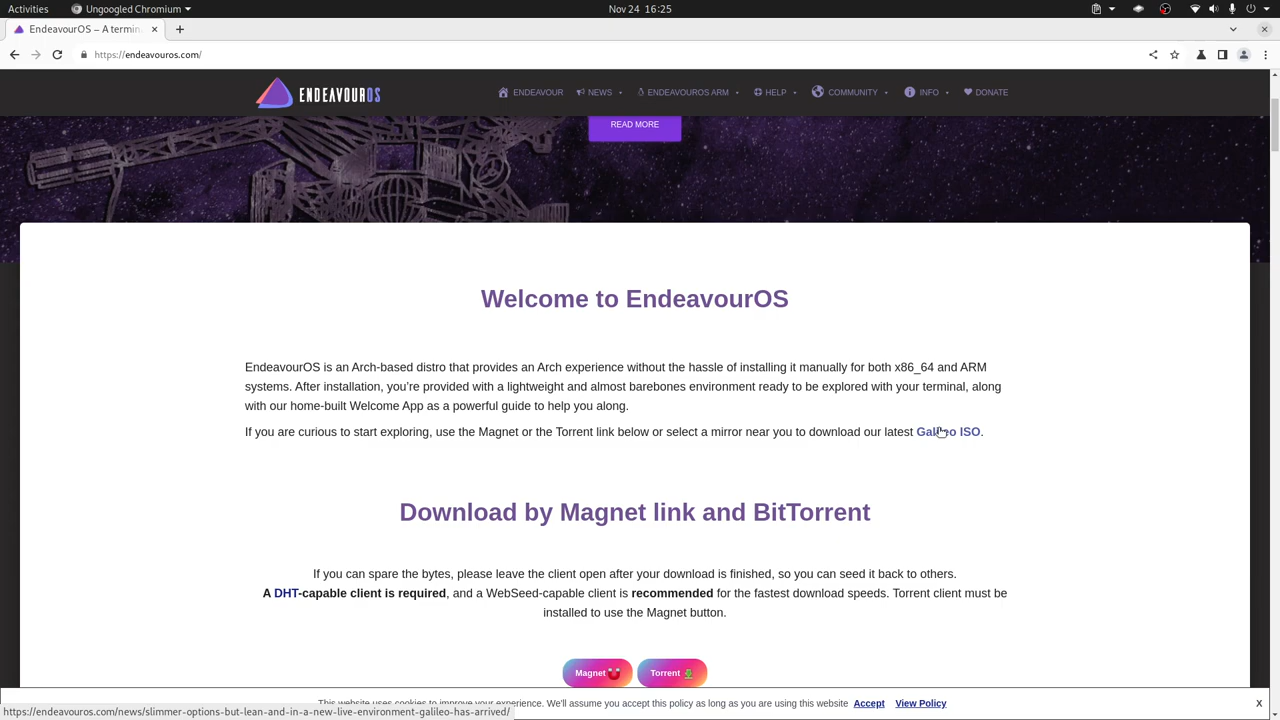 Activities
Ungoogled Chromium
Nov 24 16:25
EndeavourOS – A termin
https://endeavouros.com/
ENDEAVOUROS
ENDEAVOUR
NEWS
ENDEAVOUROS ARM
HELP
COMMUNITY
INFO
DONATE
READ MORE
Welcome to EndeavourOS
EndeavourOS is an Arch-based distro that provides an Arch experience without the hassle of installing it manually for both x86_64 and ARM
systems. After installation, you’re provided with a lightweight and almost barebones environment ready to be explored with your terminal, along
with our home-built Welcome App as a powerful guide to help you along.
If you are curious to start exploring, use the Magnet or the Torrent link below or select a mirror near you to download our latest Galileo ISO.
Download by Magnet link and BitTorrent
If you can spare the bytes, please leave the client open after your download is finished, so you can seed it back to others.
A DHT-capable client is required, and a WebSeed-capable client is recommended for the fastest download speeds. Torrent client must be
installed to use the Magnet button.
Magnet
Torrent
This website uses cookies to improve your experience. We'll assume you accept this policy as long as you are using this website
Accept
View Policy
X
https://endeavouros.com/news/slimmer-options-but-lean-and-in-a-new-live-environment-galileo-has-arrived/